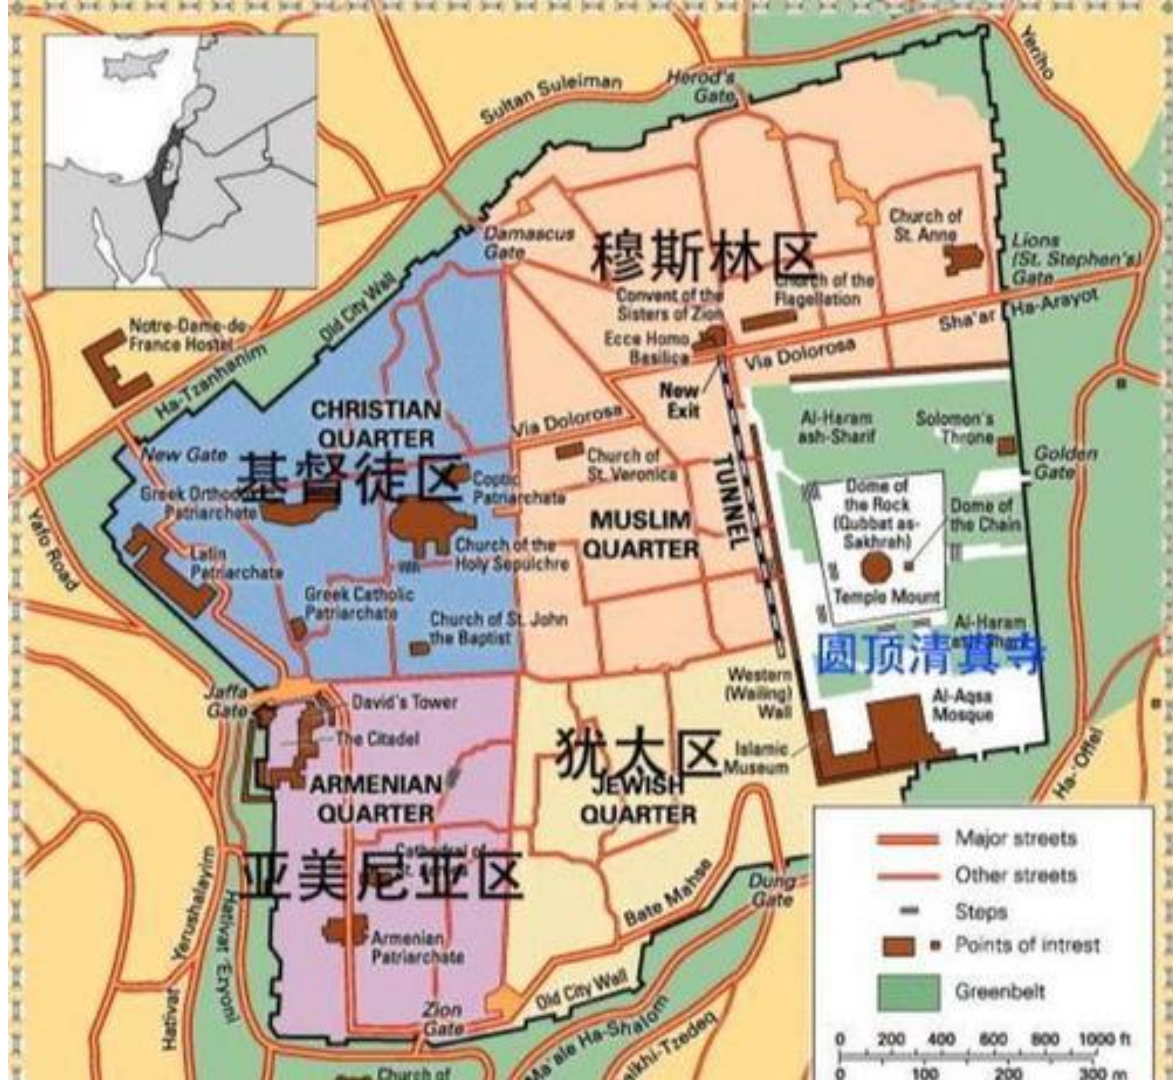 Sultan Suleiman
Herod's
Gate
Yeriho
Damascus
Gate
穆斯林区
Church of
St. Anne
Lions
(St. Stephen's)
Gate
Convent of the
Sisters of Zion
Church of the
Flagellation
Old City Wall
Sha'ar
Ha-Arayot
Notre-Dame-de-
France Hostel
Ecce Homo
Basilica
Via Dolorosa
Ha-Tzanhanim
New
Exit
CHRISTIAN
QUARTER
Via Dolorosa
Al-Haram
ash-Sharif
Solomon's
Throne
New Gate
基督徒区
Church of
St. Veronica
TUNNEL
Golden
Gate
Coptic
Patriarchate
Greek Orthodox
Patriarchate
Dome of
the Rock
(Qubbat as-
Sakhrah)
Dome of
the Chain
MUSLIM
QUARTER
Yafo Road
Latin
Patriarchate
Church of the
Holy Sepulchre
Greek Catholic
Patriarchate
Temple Mount
Church of St. John
the Baptist
Al-Haram
圆顶清真寺
Jaffa
Gate
David's Tower
Western
(Wailing)
Wall
Al-Aqsa
Mosque
The Citadel
犹太区
Islamic
Museum
Ha-'Ofel
ARMENIAN
QUARTER
JEWISH
QUARTER
Cathedral of
亚美尼亚区
Bate Mahse
Dung
Gate
Hativat Yerushalayim
Hativat 'Ezyoni
Armenian
Patriarchate
Zion
Gate
Old City Wall
Ma'ale Ha-Shalom
Church of
Major streets
Other streets
Steps
Points of intrest
Greenbelt
0 200 400 600 800 1000 ft
0 100 200 300 m